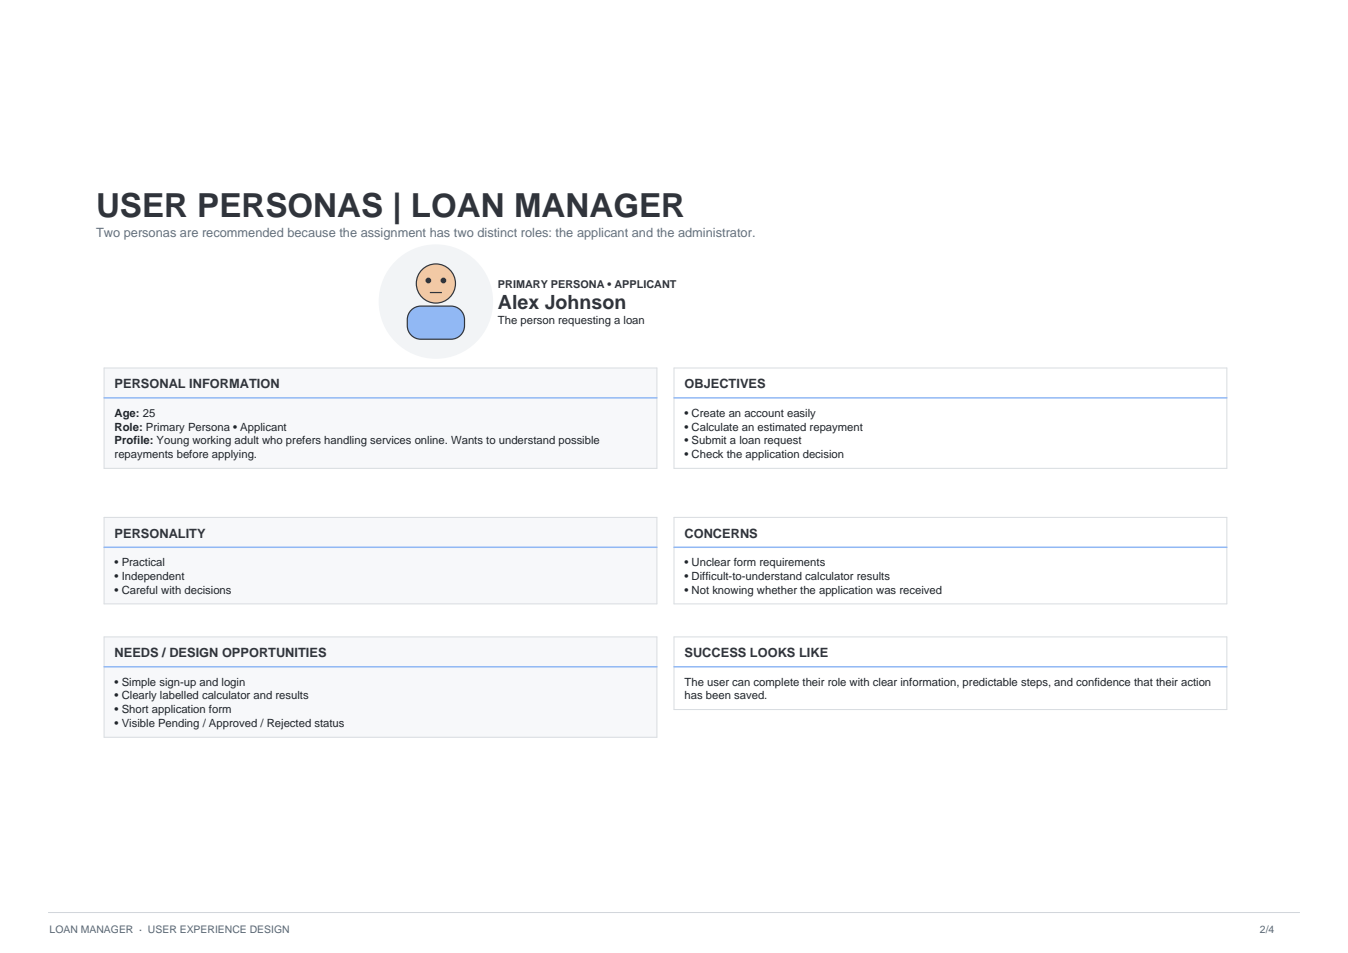 USER PERSONAS | LOAN MANAGER
Two personas are recommended because the assignment has two distinct roles: the applicant and the administrator.
PRIMARY PERSONA • APPLICANT
Alex Johnson
The person requesting a loan
PERSONAL INFORMATION
Age: 25
Role: Primary Persona • Applicant
Profile: Young working adult who prefers handling services online. Wants to understand possible
repayments before applying.
OBJECTIVES
• Create an account easily
• Calculate an estimated repayment
• Submit a loan request
• Check the application decision
PERSONALITY
• Practical
• Independent
• Careful with decisions
CONCERNS
• Unclear form requirements
• Difficult-to-understand calculator results
• Not knowing whether the application was received
NEEDS / DESIGN OPPORTUNITIES
• Simple sign-up and login
• Clearly labelled calculator and results
• Short application form
• Visible Pending / Approved / Rejected status
SUCCESS LOOKS LIKE
The user can complete their role with clear information, predictable steps, and confidence that their action
has been saved.
LOAN MANAGER - USER EXPERIENCE DESIGN
2/4